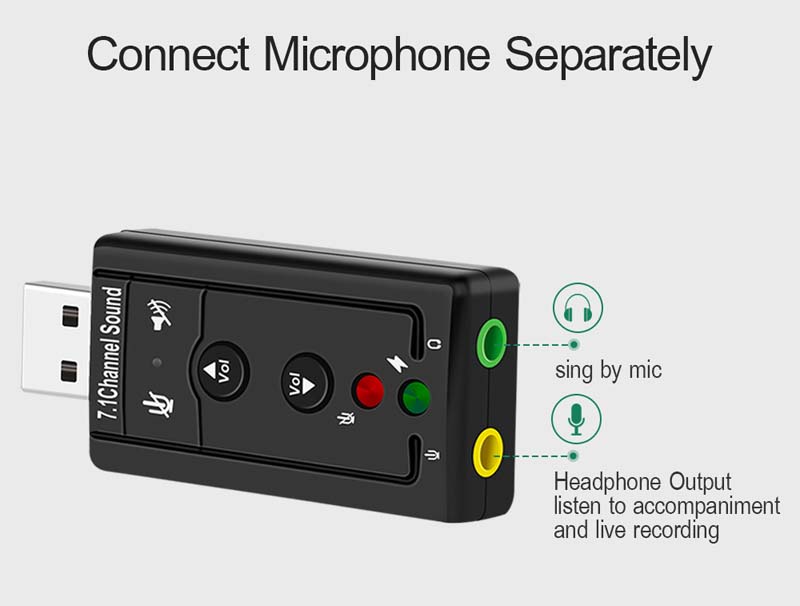 Connect Microphone Separately
7.1Channel Sound
Vol
Vol
sing by mic
Headphone Output
listen to accompaniment
and live recording